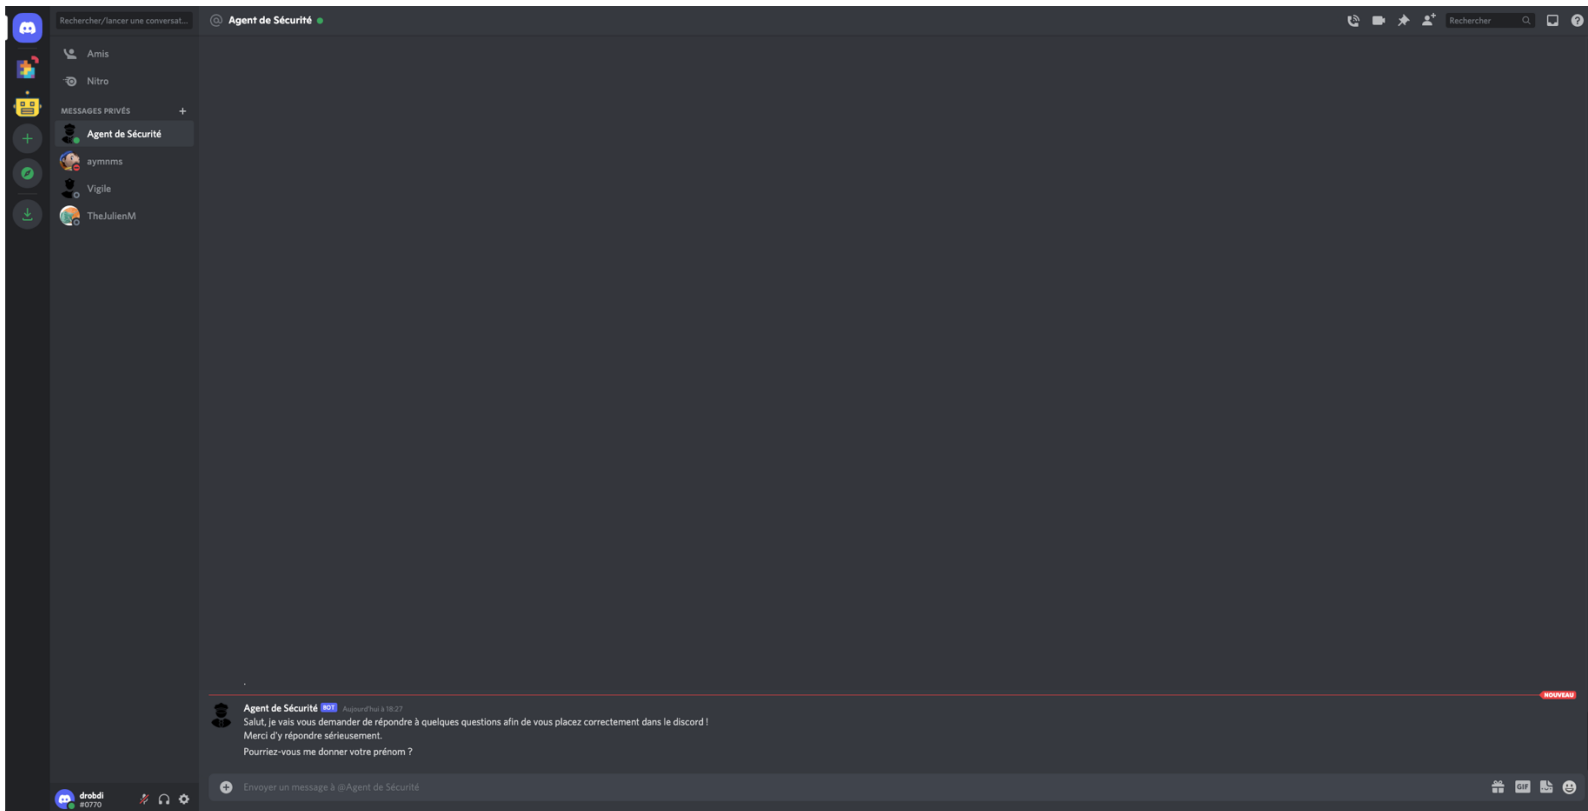 Rechercher/lancer une conversat...
@ Agent de Sécurité
Rechercher
Amis
Nitro
MESSAGES PRIVÉS
Agent de Sécurité
aymnms
Vigile
TheJulienM
.
NOUVEAU
Agent de Sécurité BOT Aujourd'hui à 18:27
Salut, je vais vous demander de répondre à quelques questions afin de vous placez correctement dans le discord !
Merci d'y répondre sérieusement.
Pourriez-vous me donner votre prénom ?
Envoyer un message à @Agent de Sécurité
GIF
drobdi
#0770